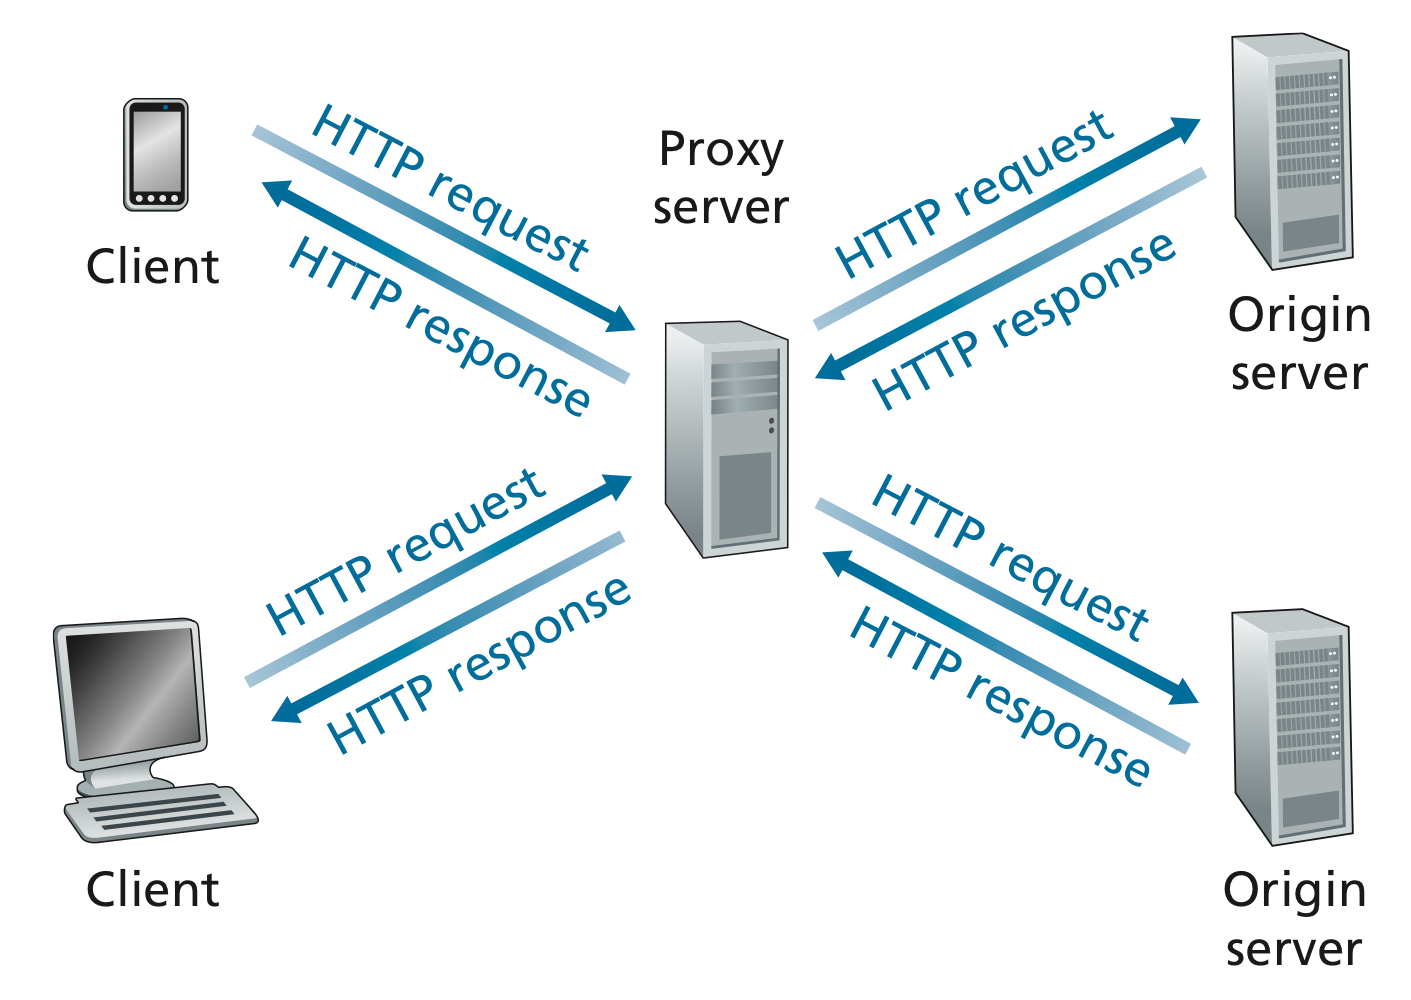 HTTP request
HTTP response
Client
Proxy
server
HTTP request
HTTP response
Origin
server
HTTP request
HTTP response
Client
HTTP request
HTTP response
Origin
server